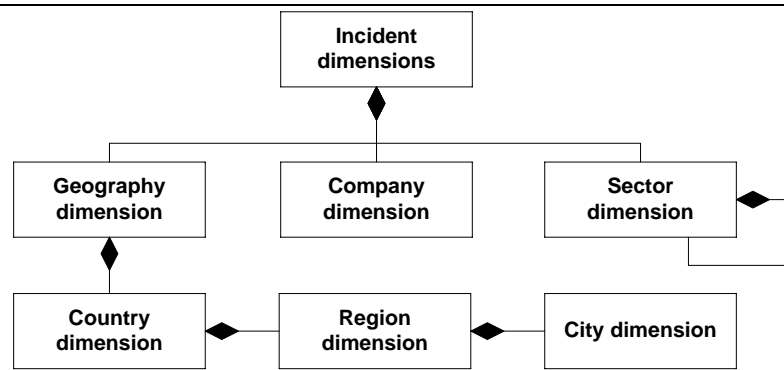 Incident
dimensions
Geography
dimension
Company
dimension
Sector
dimension
Country
dimension
Region
dimension
City dimension